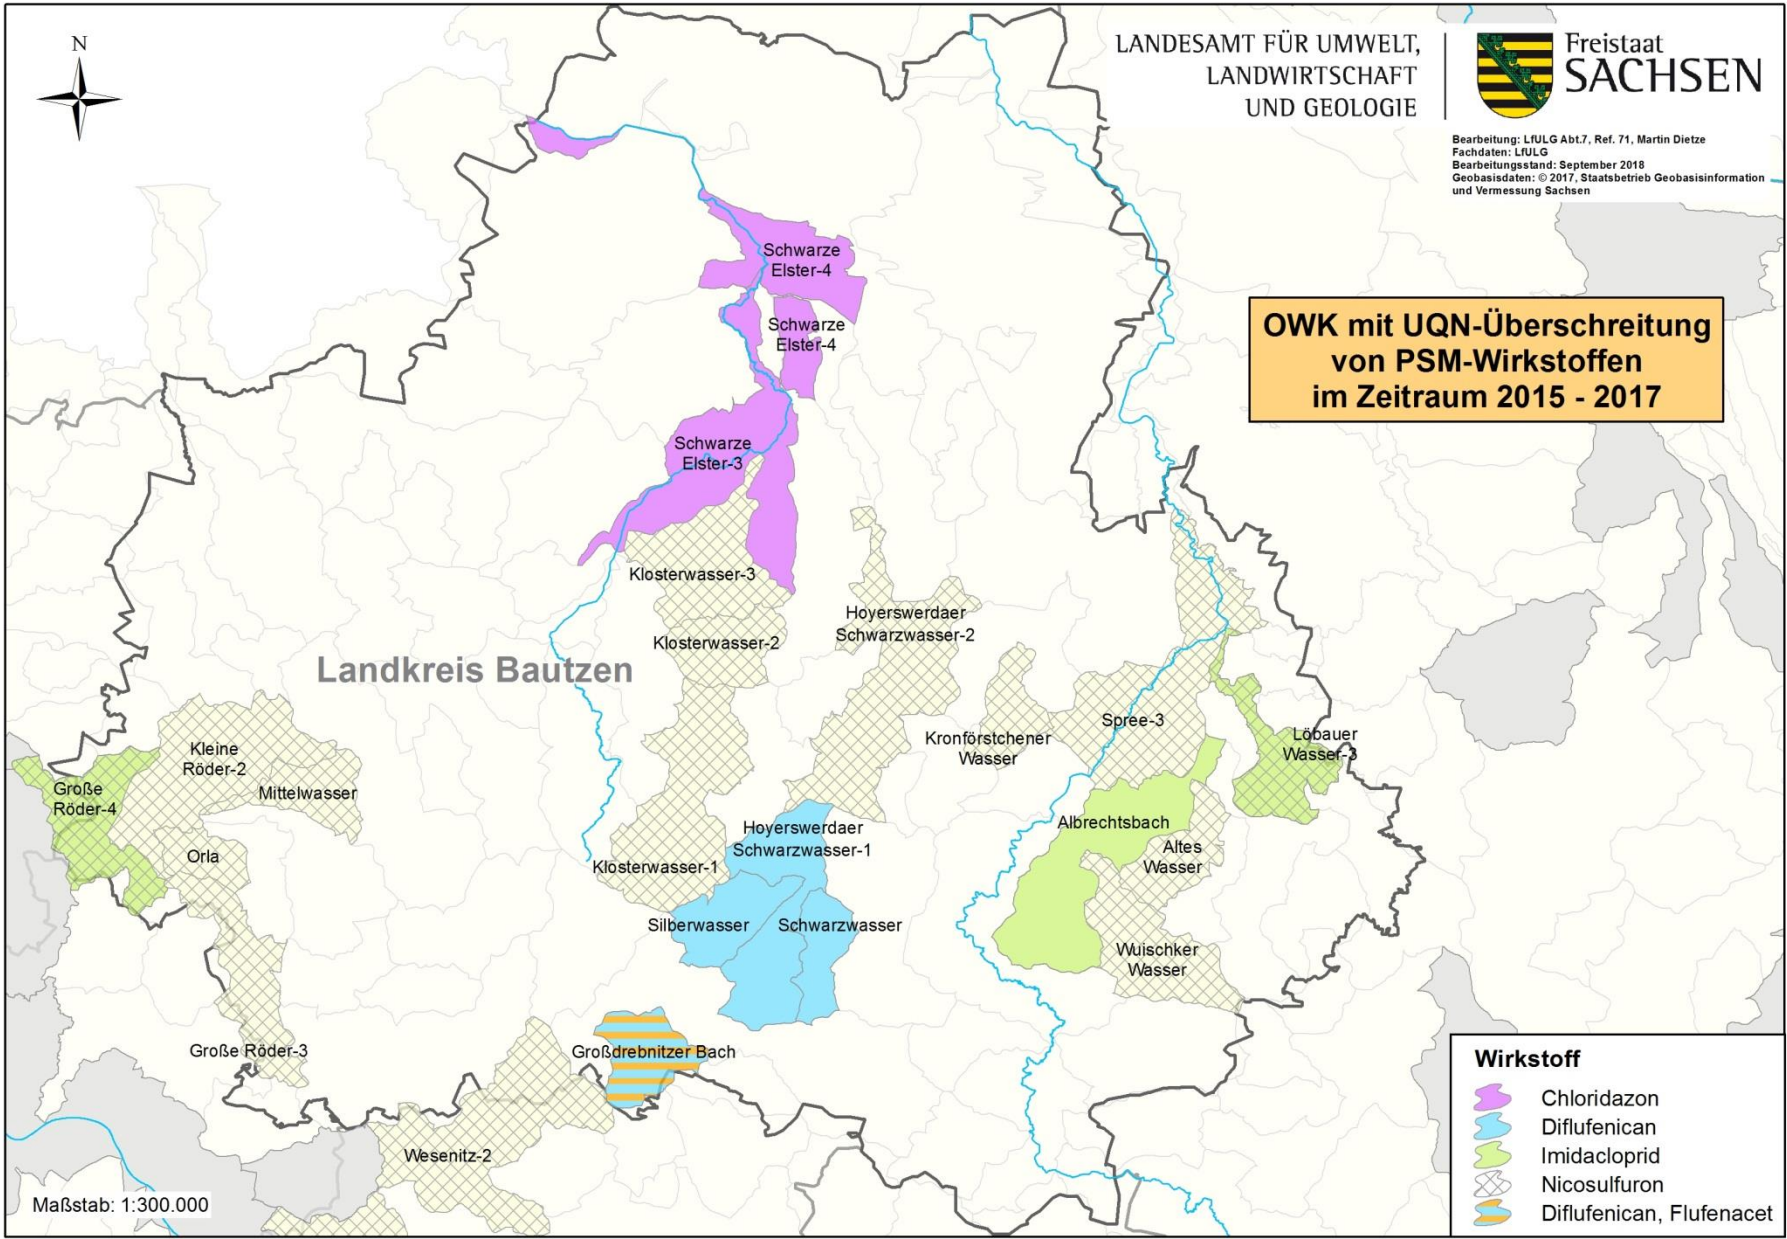 N
LANDESAMT FÜR UMWELT,
LANDWIRTSCHAFT
UND GEOLOGIE
Freistaat
SACHSEN
Bearbeitung: LfULG Abt.7, Ref. 71, Martin Dietze
Fachdaten: LfULG
Bearbeitungsstand: September 2018
Geobasisdaten: © 2017, Staatsbetrieb Geobasisinformation
und Vermessung Sachsen
OWK mit UQN-Überschreitung
von PSM-Wirkstoffen
im Zeitraum 2015 - 2017
Schwarze
Elster-4
Schwarze
Elster-4
Schwarze
Elster-3
Klosterwasser-3
Hoyerswerdaer
Schwarzwasser-2
Klosterwasser-2
Landkreis Bautzen
Spree-3
Kronförstchener
Wasser
Löbauer
Wasser-3
Kleine
Röder-2
Mittelwasser
Große
Röder-4
Albrechtsbach
Hoyerswerdaer
Schwarzwasser-1
Altes
Wasser
Orla
Klosterwasser-1
Silberwasser
Schwarzwasser
Wuischker
Wasser
Große Röder-3
Großdrebnitzer Bach
Wesenitz-2
Maßstab: 1:300.000
Wirkstoff
Chloridazon
Diflufenican
Imidacloprid
Nicosulfuron
Diflufenican, Flufenacet